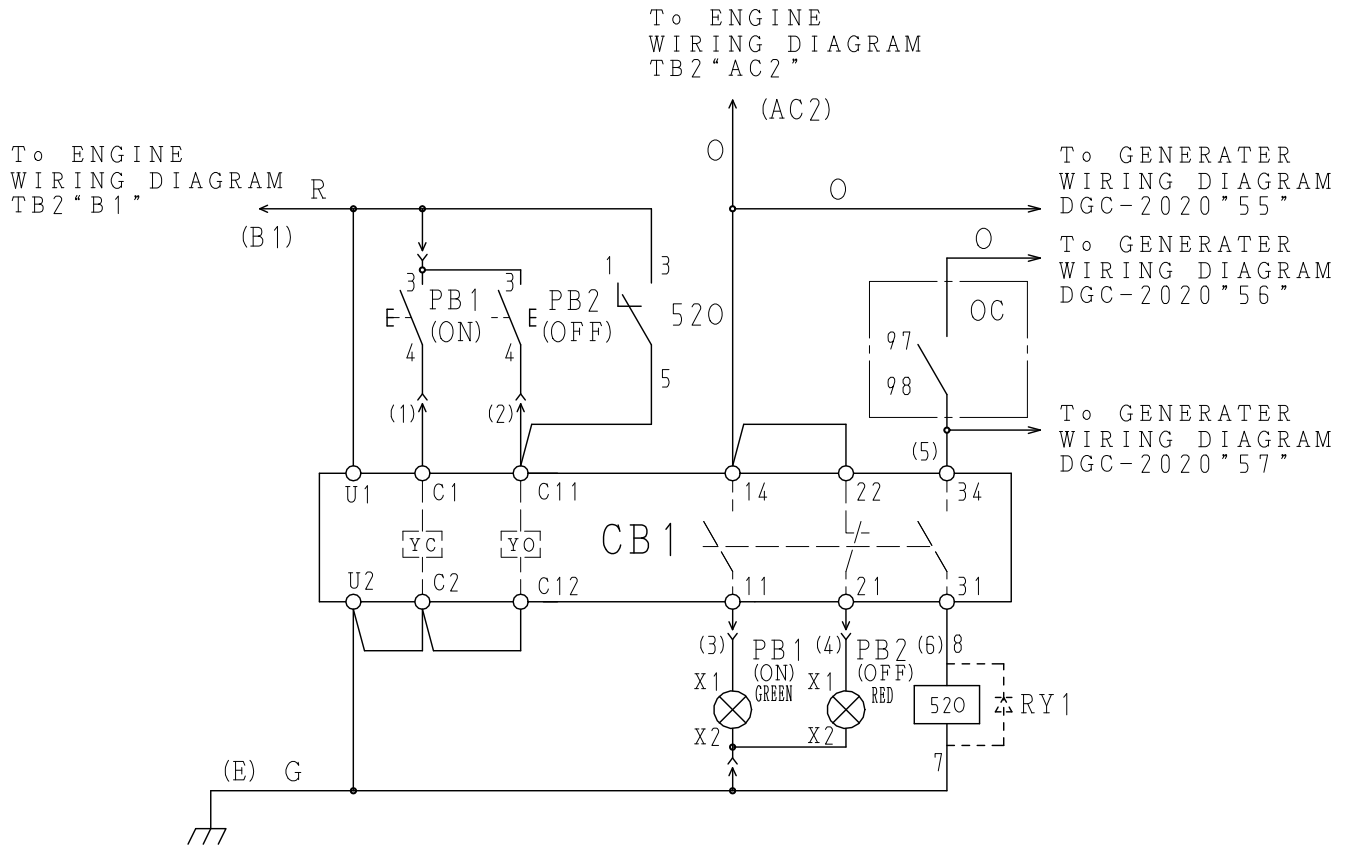 To ENGINE
WIRING DIAGRAM
TB2"AC2"
(AC2)
O
To ENGINE
WIRING DIAGRAM
TB2"B1"
R
(B1)
O
To GENERATER
WIRING DIAGRAM
DGC-2020"55"
O
To GENERATER
WIRING DIAGRAM
DGC-2020"56"
3
PB1
(ON)
4
3
PB2
(OFF)
4
1
3
520
5
OC
97
98
(1)
(2)
(5)
To GENERATER
WIRING DIAGRAM
DGC-2020"57"
U1
C1
C11
14
22
34
YC
YO
CB1
U2
C2
C12
11
21
31
(3)
PB1
(ON)
GREEN
X1
X2
(4)
PB2
(OFF)
RED
X1
X2
(6)
8
520
RY1
7
(E)
G